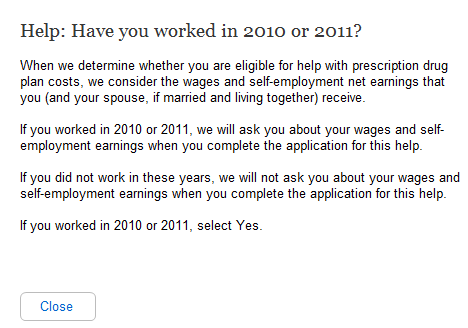 Help: Have you worked in 2010 or 2011?
When we determine whether you are eligible for help with prescription drug
plan costs, we consider the wages and self-employment net earnings that
you (and your spouse, if married and living together) receive.
If you worked in 2010 or 2011, we will ask you about your wages and self-
employment earnings when you complete the application for this help.
If you did not work in these years, we will not ask you about your wages and
self-employment earnings when you complete the application for this help.
If you worked in 2010 or 2011, select Yes.
Close